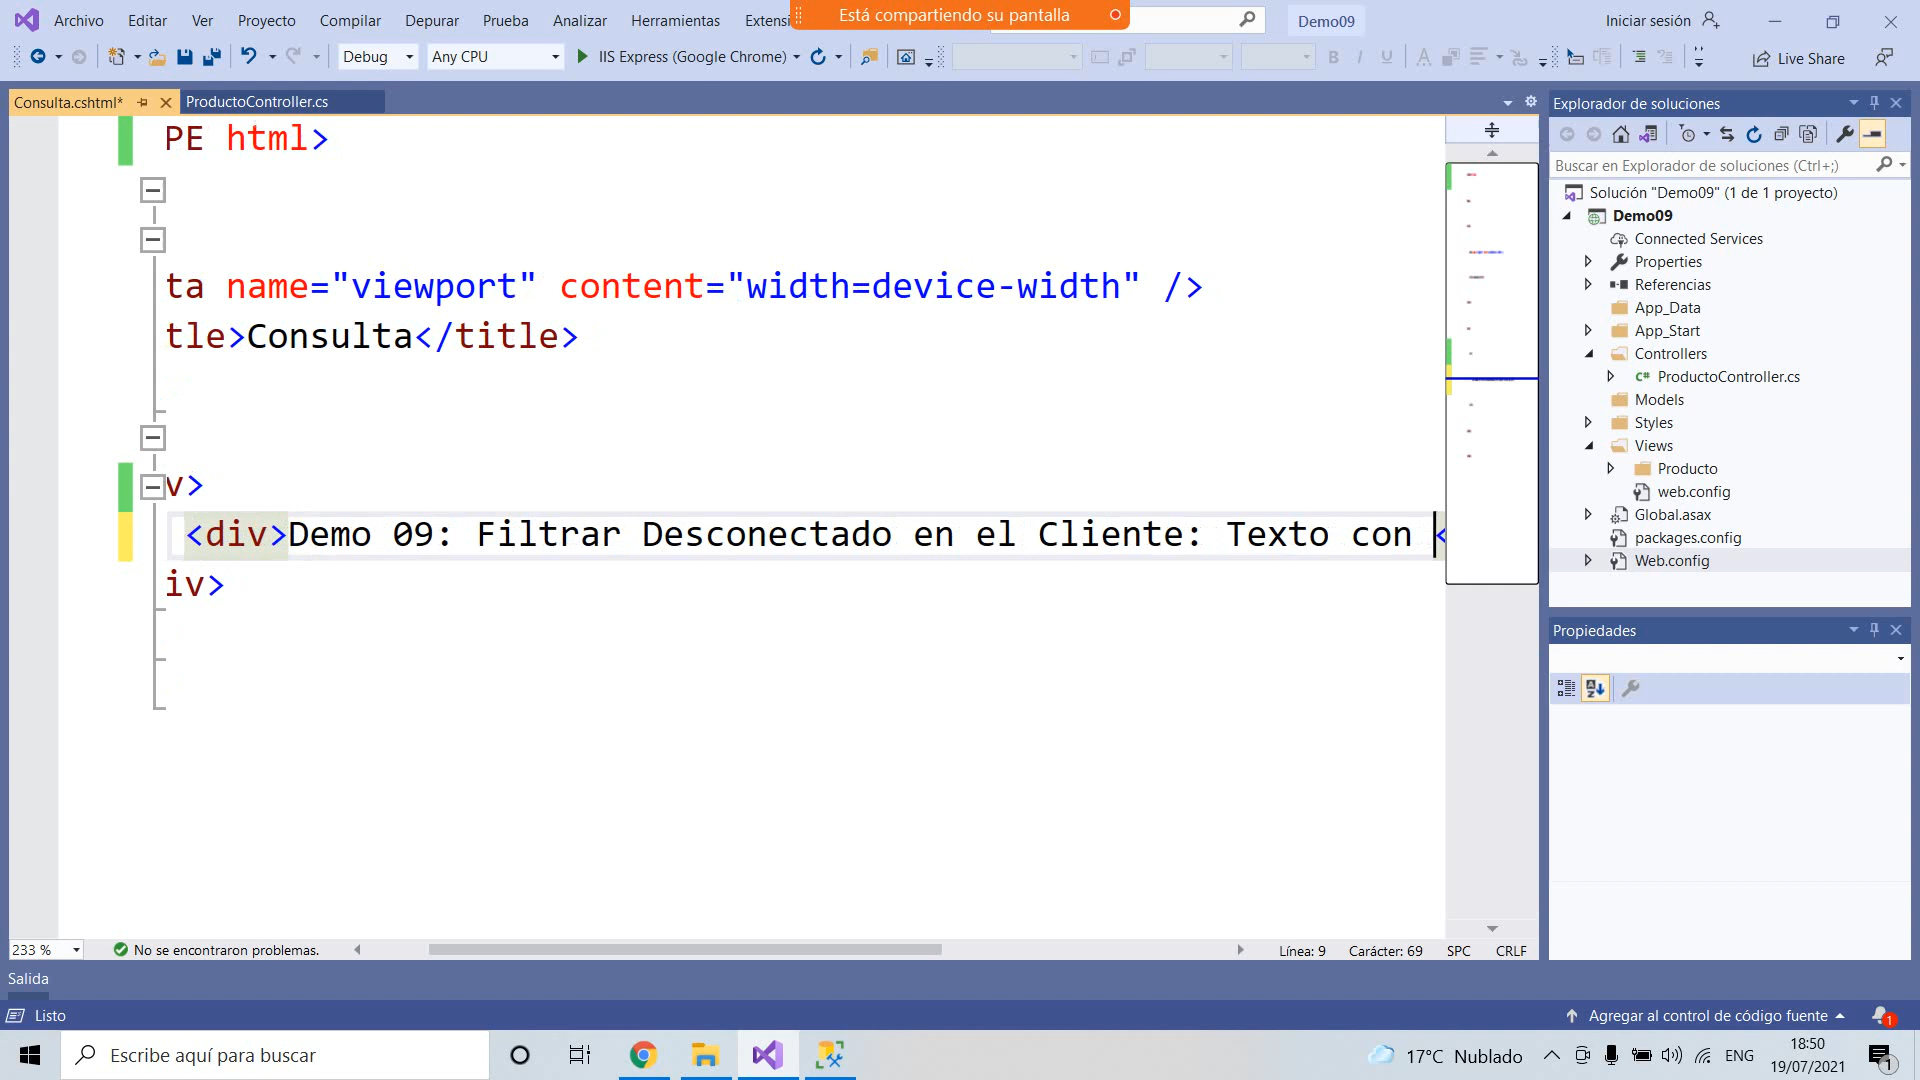 Archivo Editar Ver Proyecto Compilar Depurar Prueba Analizar Herramientas Extensi
Está compartiendo su pantalla
Demo09
Iniciar sesión
Debug Any CPU IIS Express (Google Chrome)
Live Share
Consulta.cshtml* ProductoController.cs
PE html>
ta name="viewport" content="width=device-width" />
tle>Consulta</title>
v>
<div>Demo 09: Filtrar Desconectado en el Cliente: Texto con <
iv>
233 % No se encontraron problemas. Línea: 9 Carácter: 69 SPC CRLF
Explorador de soluciones
Buscar en Explorador de soluciones (Ctrl+;)
Solución "Demo09" (1 de 1 proyecto)
Demo09
Connected Services
Properties
Referencias
App_Data
App_Start
Controllers
C# ProductoController.cs
Models
Styles
Views
Producto
web.config
Global.asax
packages.config
Web.config
Propiedades
Salida
Listo
Agregar al control de código fuente
1
Escribe aquí para buscar
17°C Nublado
ENG
18:50
19/07/2021
1